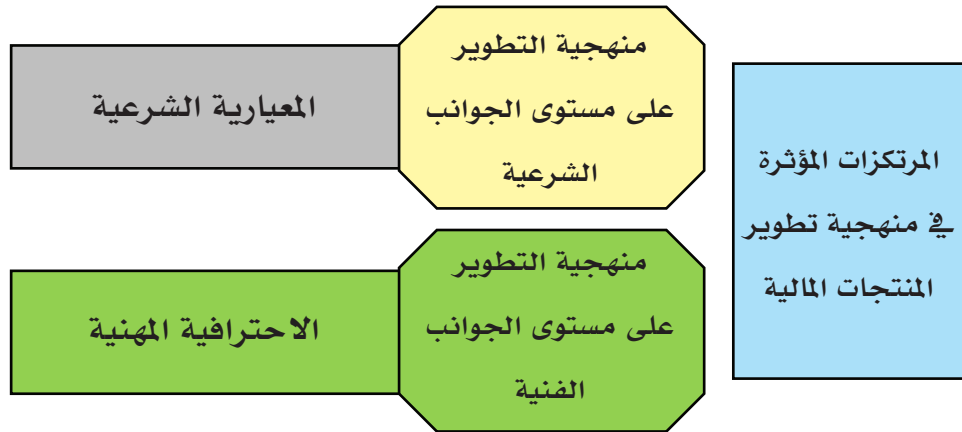 المرتكزات المؤثرة
في منهجية تطوير
المنتجات المالية
منهجية التطوير
على مستوى الجوانب
الشرعية
المعيارية الشرعية
منهجية التطوير
على مستوى الجوانب
الفنية
الاحترافية المهنية